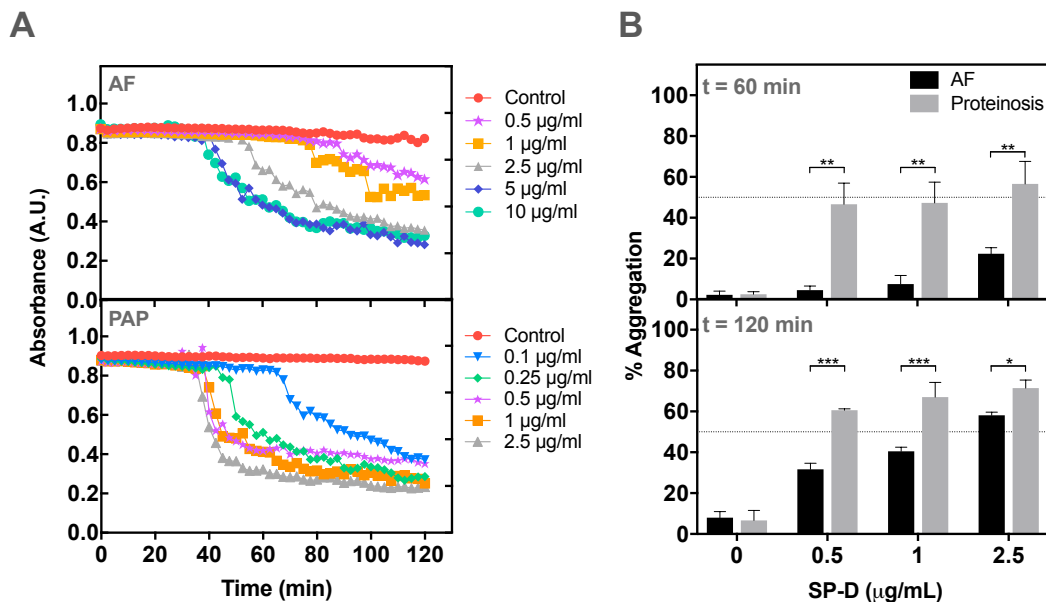 A
AF
1.0
0.8
0.6
0.4
0.2
0.0
Control
0.5 µg/ml
1 µg/ml
2.5 µg/ml
5 µg/ml
10 µg/ml
Absorbance (A.U.)
PAP
1.0
0.8
0.6
0.4
0.2
0.0
Control
0.1 µg/ml
0.25 µg/ml
0.5 µg/ml
1 µg/ml
2.5 µg/ml
0 20 40 60 80 100 120
Time (min)
B
t = 60 min
AF
Proteinosis
100
80
60
40
20
0
** ** **
% Aggregation
t = 120 min
100
80
60
40
20
0
*** *** *
0 0.5 1 2.5
SP-D (µg/mL)